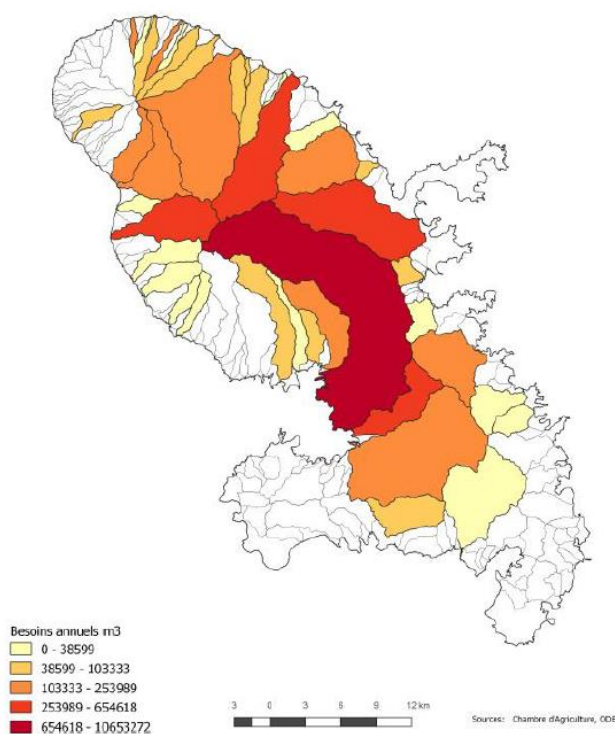 Besoins annuels m3
0 - 38599
38599 - 103333
103333 - 253989
253989 - 654618
654618 - 10653272
3 0 3 6 9 12 km
Sources: Chambre d'Agriculture, ODE